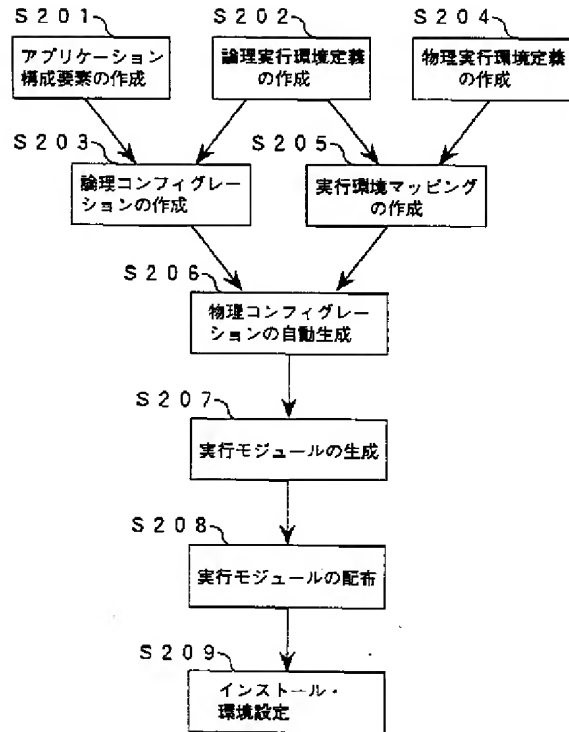 S201
S202
S204
アプリケーション
構成要素の作成
論理実行環境定義
の作成
物理実行環境定義
の作成
S203
S205
論理コンフィグレー
ションの作成
実行環境マッピング
の作成
S206
物理コンフィグレー
ションの自動生成
S207
実行モジュールの生成
S208
実行モジュールの配布
S209
インストール・
環境設定